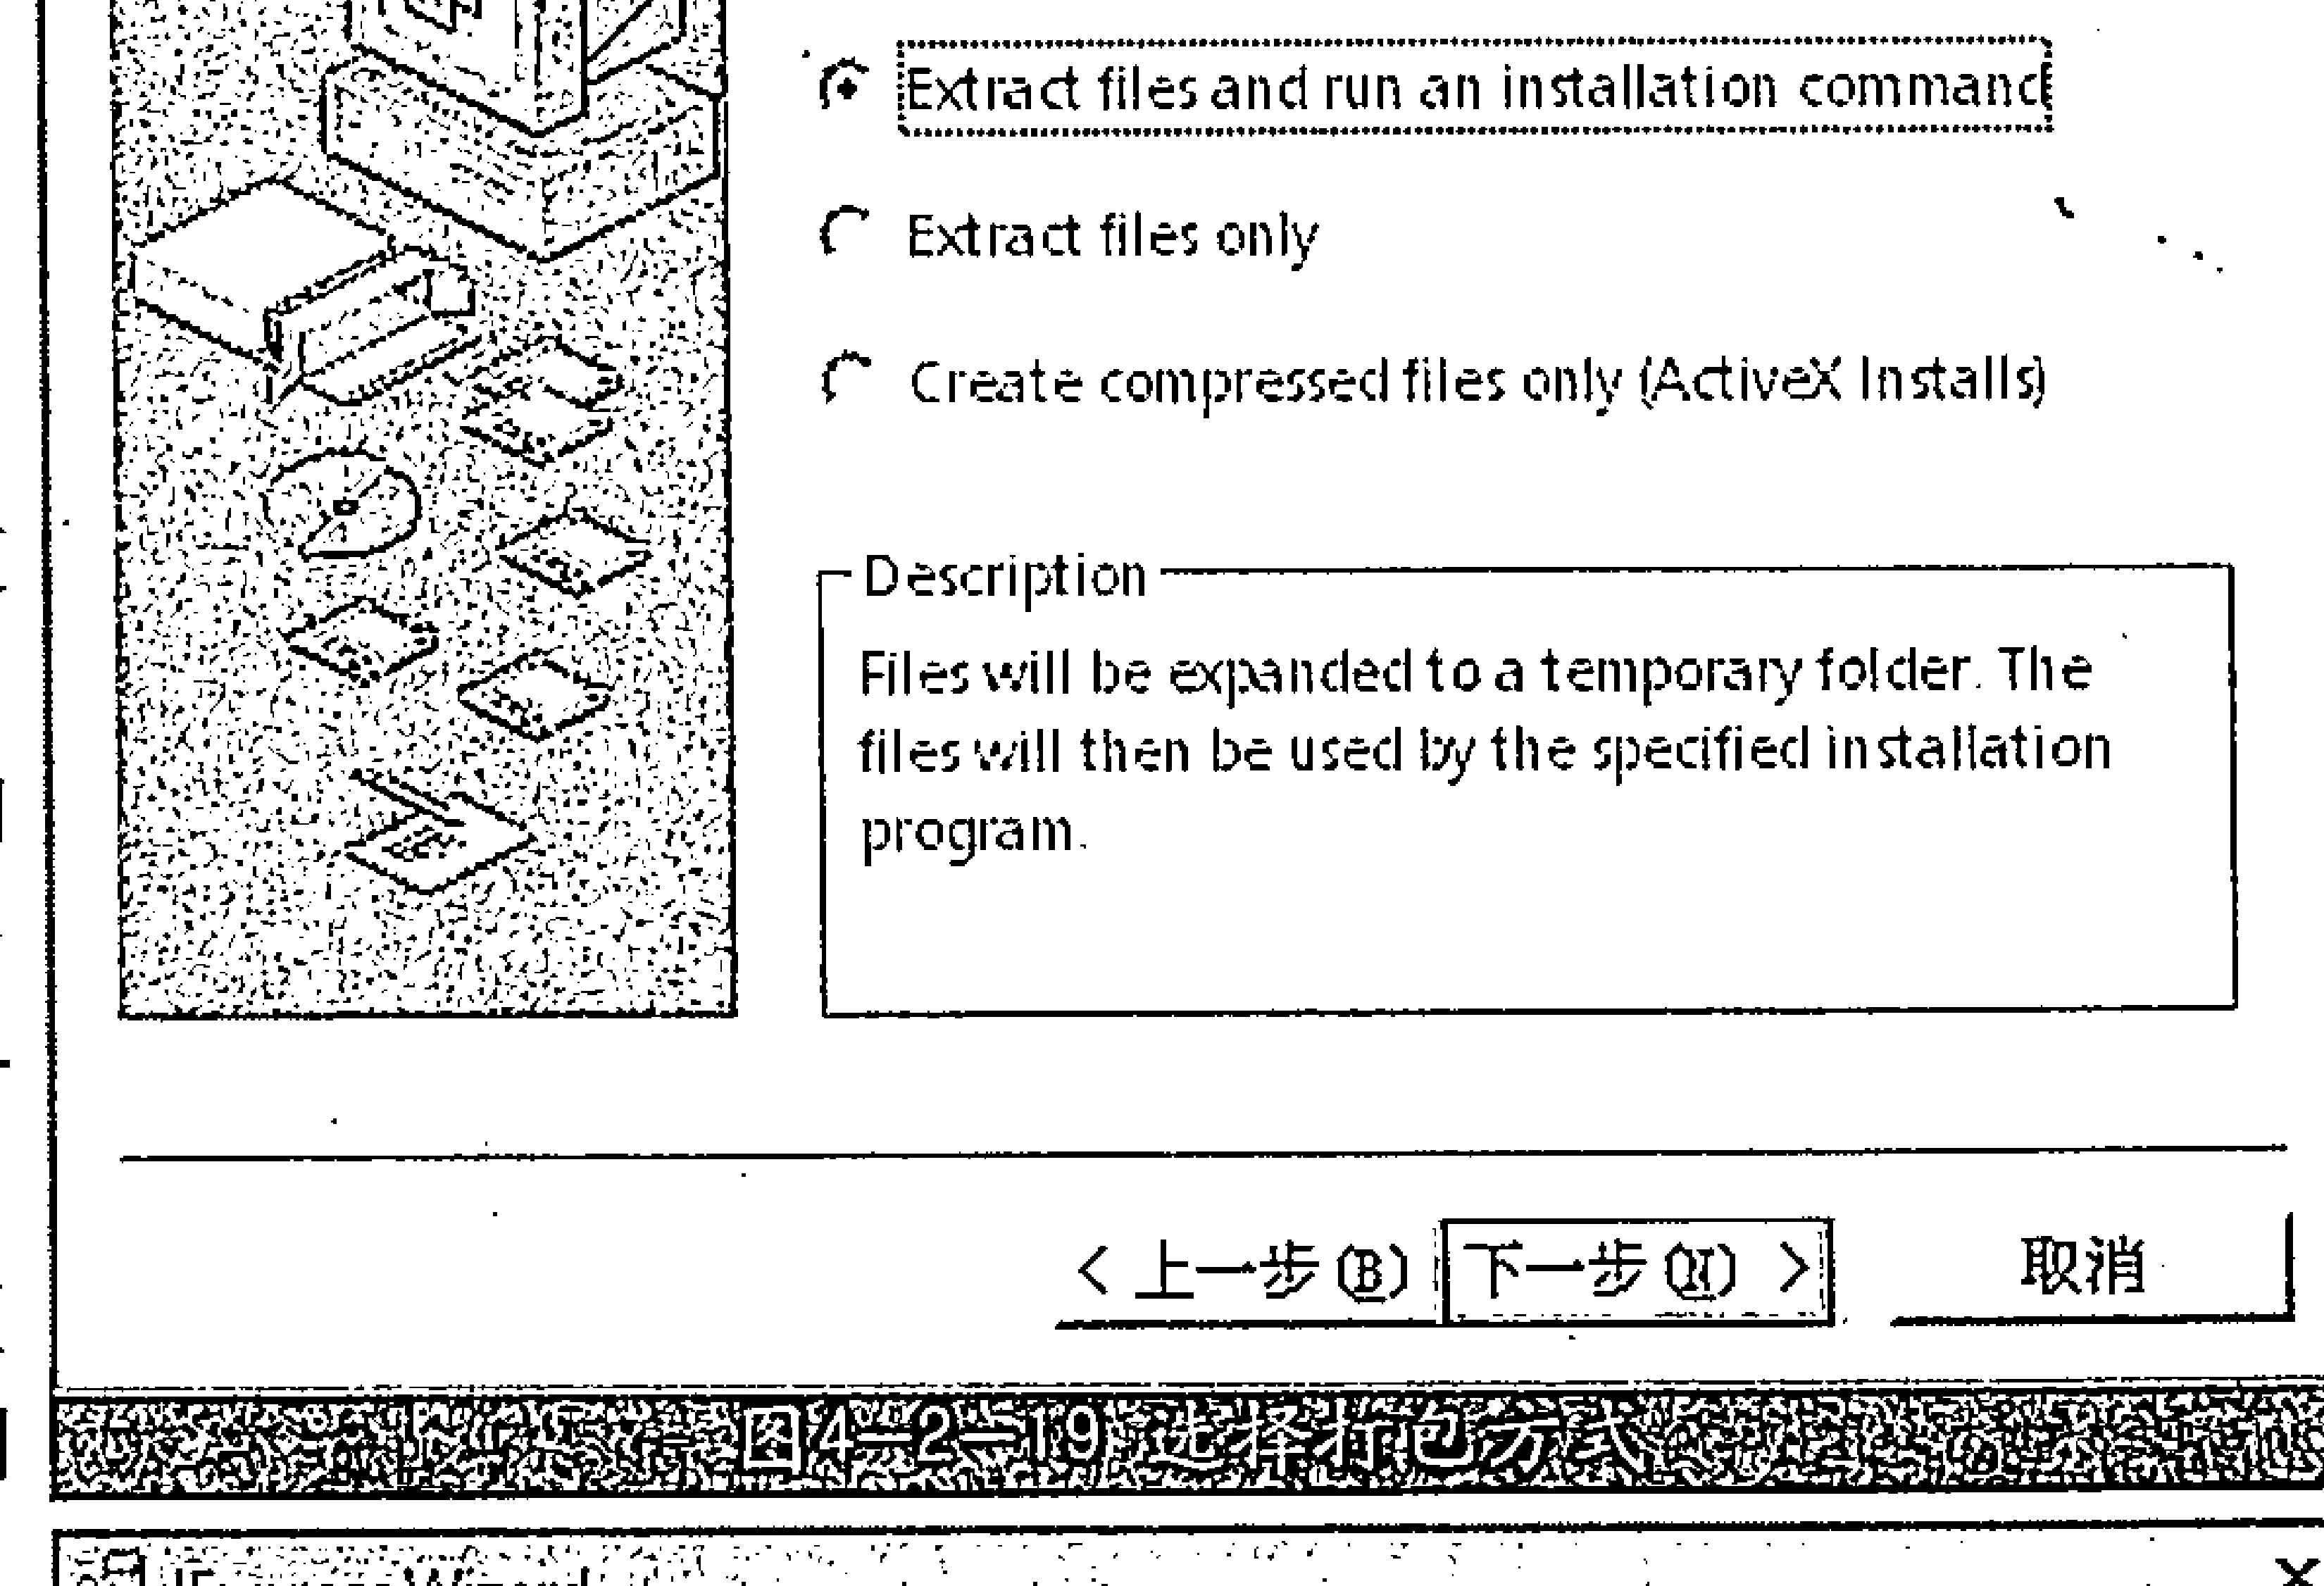 Extract files and run an installation command
Extract files only
Create compressed files only (ActiveX Installs)
Description
Files will be expanded to a temporary folder. The
files will then be used by the specified installation
program.
< 上一步(B) 下一步(N) > 取消
图4—2—19 选择打包方式
Wizard